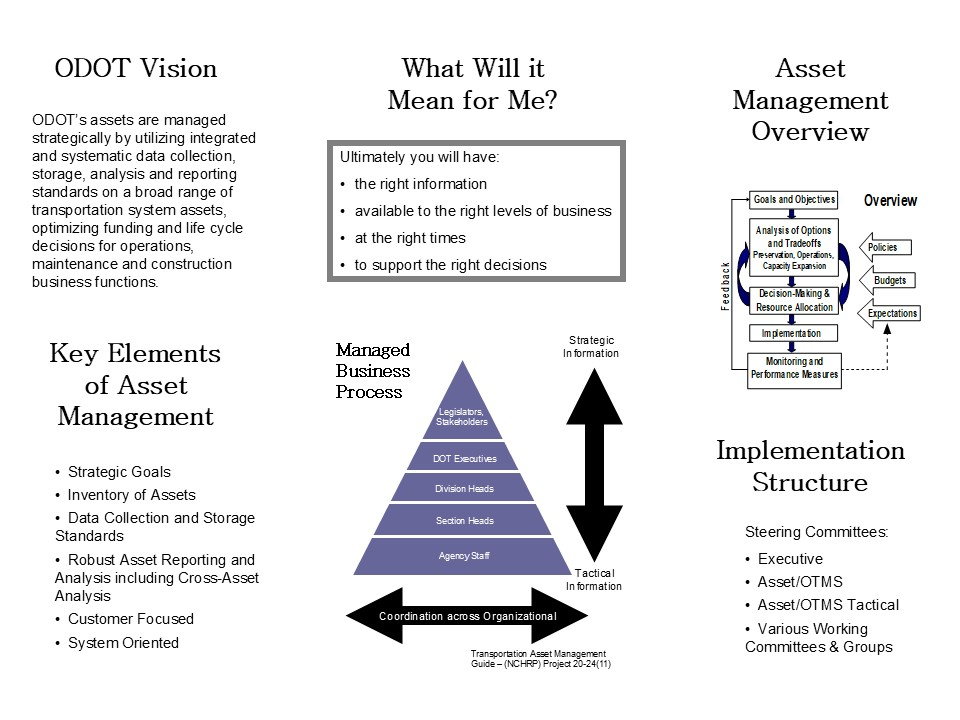 ODOT Vision
ODOT's assets are managed
strategically by utilizing integrated
and systematic data collection,
storage, analysis and reporting
standards on a broad range of
transportation system assets,
optimizing funding and life cycle
decisions for operations,
maintenance and construction
business functions.
Key Elements
of Asset
Management
• Strategic Goals
• Inventory of Assets
• Data Collection and Storage
Standards
• Robust Asset Reporting and
Analysis including Cross-Asset
Analysis
• Customer Focused
• System Oriented
What Will it
Mean for Me?
Ultimately you will have:
• the right information
• available to the right levels of business
• at the right times
• to support the right decisions
Managed
Business
Process
Strategic
Information
Legislators,
Stakeholders
DOT Executives
Division Heads
Section Heads
Agency Staff
Tactical
Information
Coordination across Organizational
Transportation Asset Management
Guide – (NCHRP) Project 20-24(11)
Asset
Management
Overview
Overview
Goals and Objectives
Analysis of Options
and Tradeoffs
Preservation, Operations,
Capacity Expansion
Decision-Making &
Resource Allocation
Implementation
Monitoring and
Performance Measures
Feedback
Policies
Budgets
Expectations
Implementation
Structure
Steering Committees:
• Executive
• Asset/OTMS
• Asset/OTMS Tactical
• Various Working
Committees & Groups